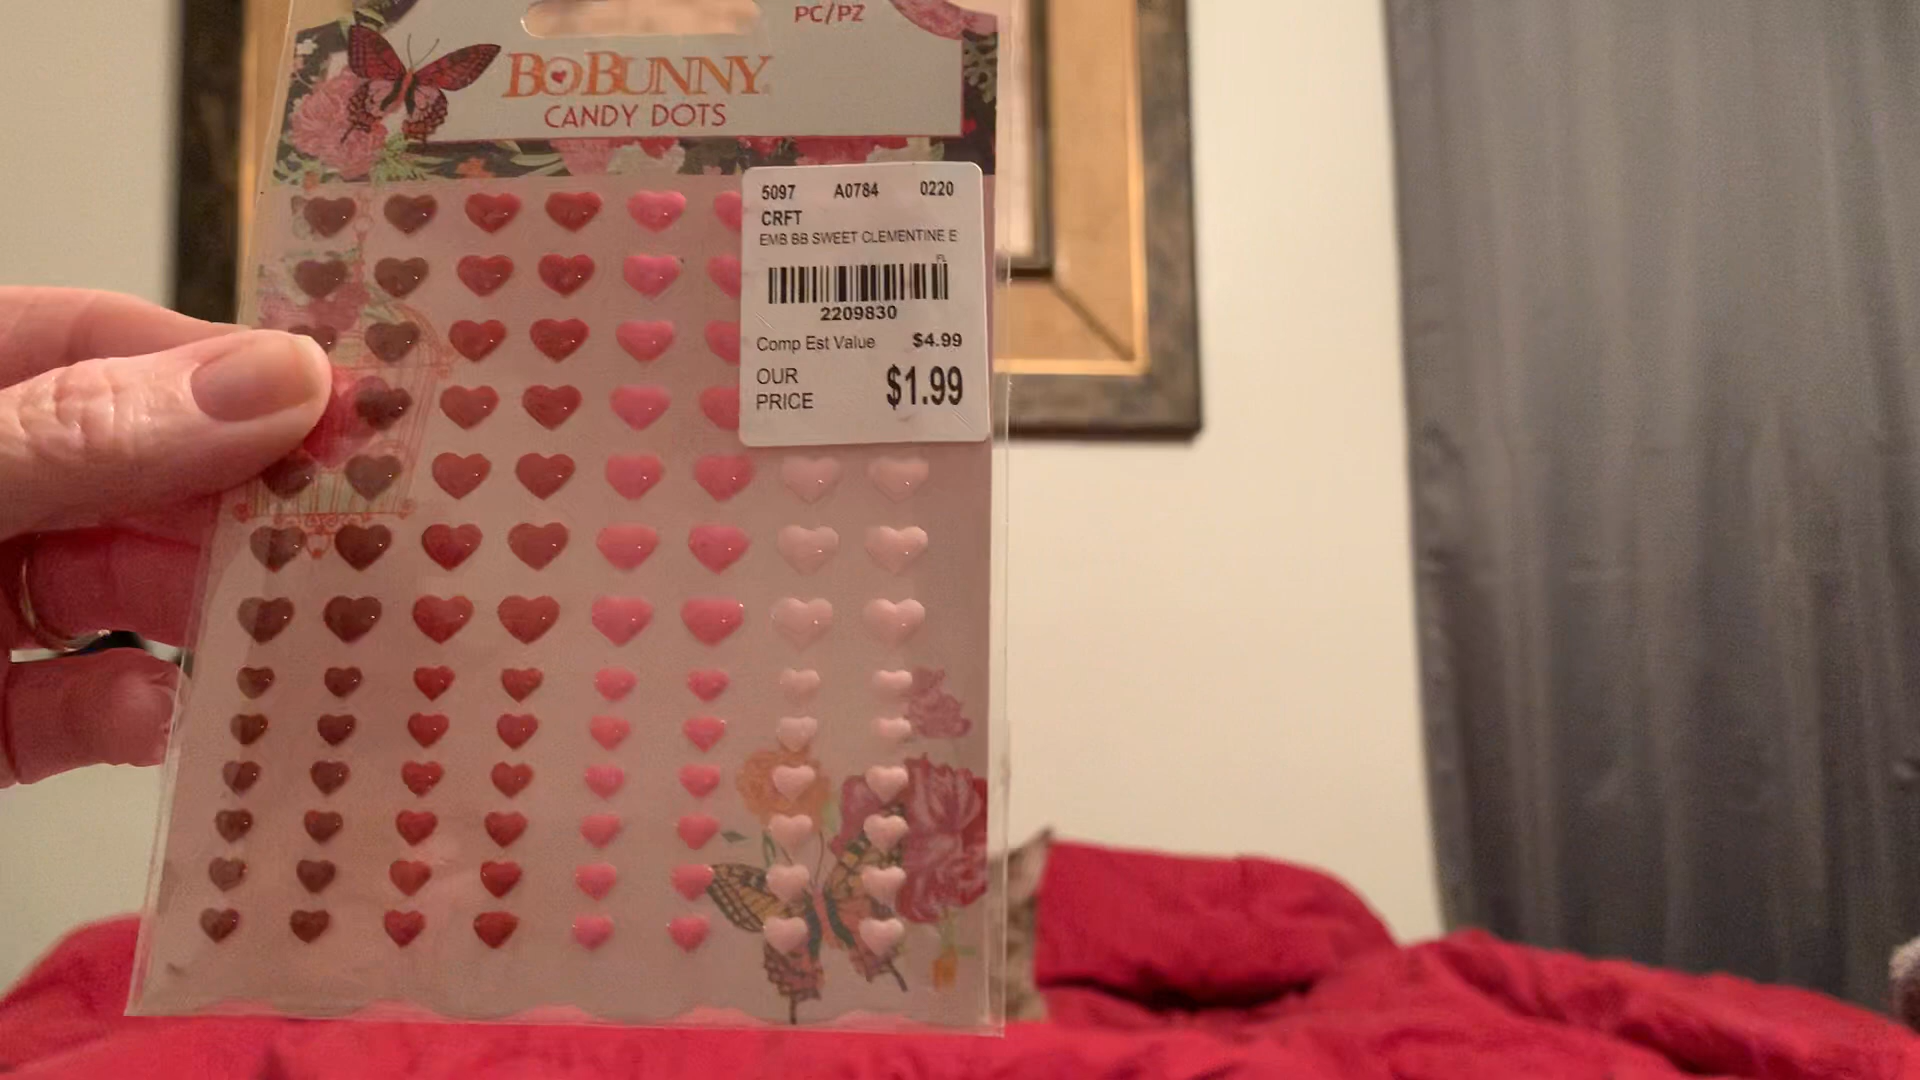 PC/PZ
BOBUNNY
CANDY DOTS
5097 A0784 0220
CRFT
EMB BB SWEET CLEMENTINE E
FL
2209830
Comp Est Value $4.99
OUR
PRICE $1.99